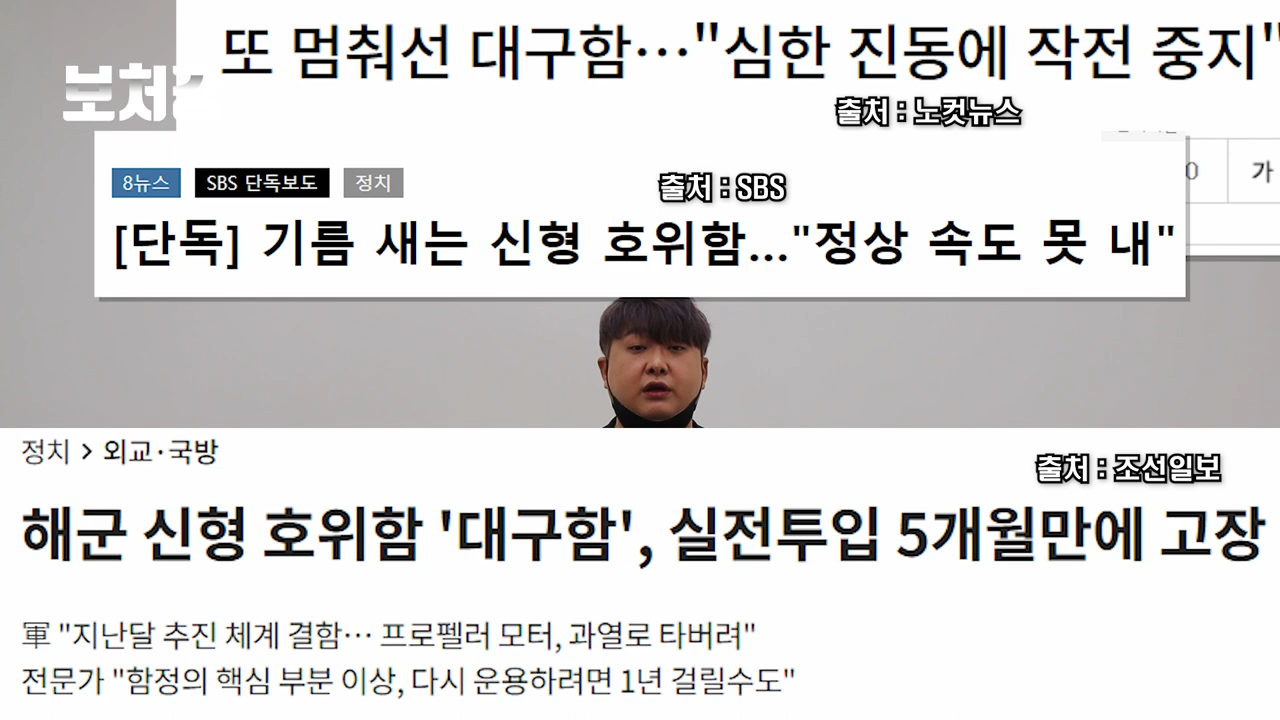 또 멈춰선 대구함…"심한 진동에 작전 중지"
보처
출처 : 노컷뉴스
가
8뉴스 SBS 단독보도 정치
출처 : SBS
[단독] 기름 새는 신형 호위함..."정상 속도 못 내"
정치 > 외교·국방
출처 : 조선일보
해군 신형 호위함 '대구함', 실전투입 5개월만에 고장
軍 "지난달 추진 체계 결함… 프로펠러 모터, 과열로 타버려"
전문가 "함정의 핵심 부분 이상, 다시 운용하려면 1년 걸릴수도"